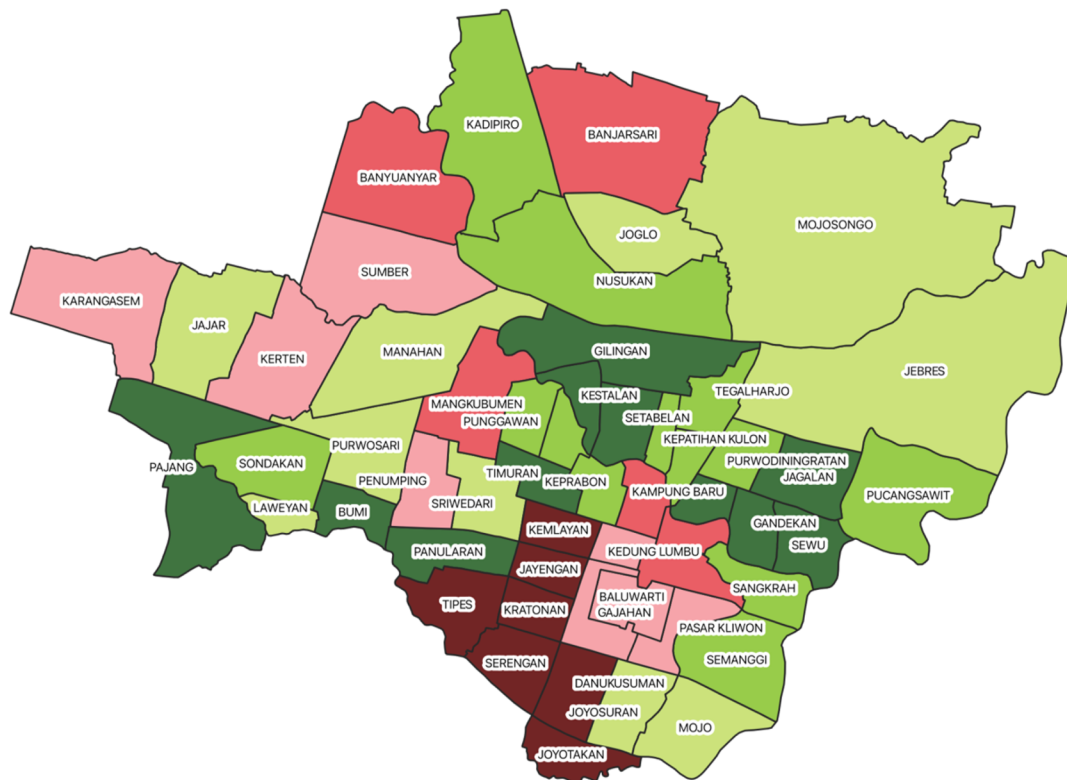 KADIPIRO
BANJARSARI
BANYUANYAR
MOJOSONGO
JOGLO
SUMBER
NUSUKAN
KARANGASEM
JAJAR
KERTEN
MANAHAN
GILINGAN
JEBRES
KESTALAN
TEGALHARJO
MANGKUBUMEN
PUNGGAWAN
SETABELAN
KEPATIHAN KULON
PURWOSARI
PURWODININGRATAN
SONDAKAN
PAJANG
PENUMPING
TIMURAN
KEPRABON
JAGALAN
KAMPUNG BARU
PUCANGSAWIT
LAWEYAN
BUMI
SRIWEDARI
GANDEKAN
KEMLAYAN
SEWU
PANULARAN
KEDUNG LUMBU
JAYENGAN
SANGKRAH
TIPES
KRATONAN
BALUWARTI
GAJAHAN
PASAR KLIWON
SERENGAN
SEMANGGI
DANUKUSUMAN
JOYOSURAN
MOJO
JOYOTAKAN